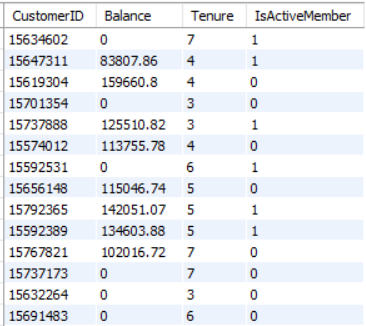 CustomerID Balance Tenure IsActiveMember
15634602 0 7 1
15647311 83807.86 4 1
15619304 159660.8 4 0
15701354 0 3 0
15737888 125510.82 3 1
15574012 113755.78 4 0
15592531 0 6 1
15656148 115046.74 5 0
15792365 142051.07 5 1
15592389 134603.88 5 1
15767821 102016.72 7 0
15737173 0 7 0
15632264 0 3 0
15691483 0 6 0